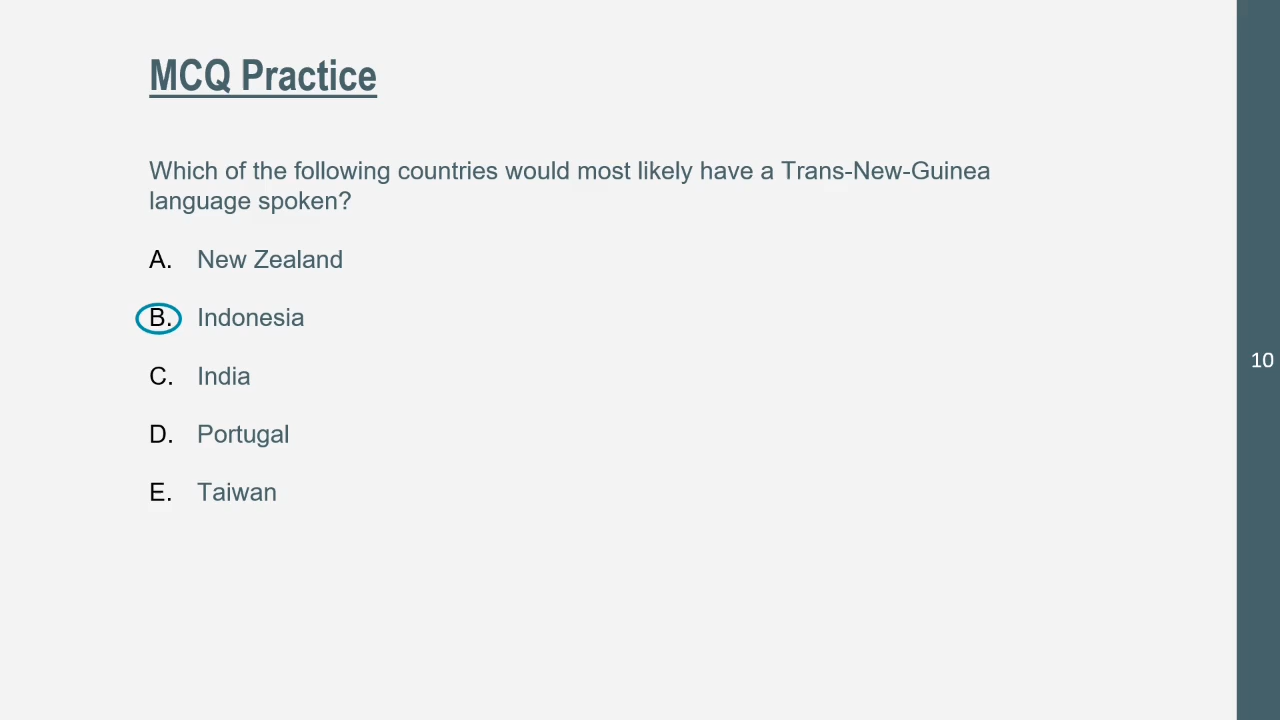 MCQ Practice
Which of the following countries would most likely have a Trans-New-Guinea
language spoken?
A. New Zealand
B. Indonesia
C. India
D. Portugal
E. Taiwan
10